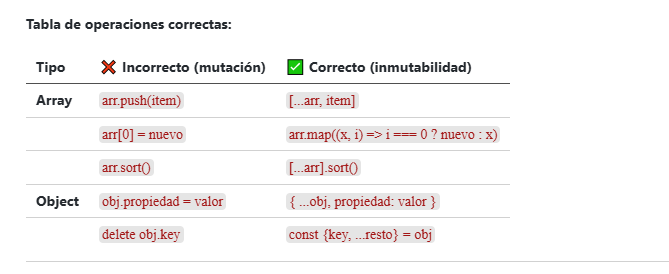 Tabla de operaciones correctas:
Tipo ❌ Incorrecto (mutación) ✅ Correcto (inmutabilidad)
Array arr.push(item) [...arr, item]
arr[0] = nuevo arr.map((x, i) => i === 0 ? nuevo : x)
arr.sort() [...arr].sort()
Object obj.propiedad = valor { ...obj, propiedad: valor }
delete obj.key const {key, ...resto} = obj